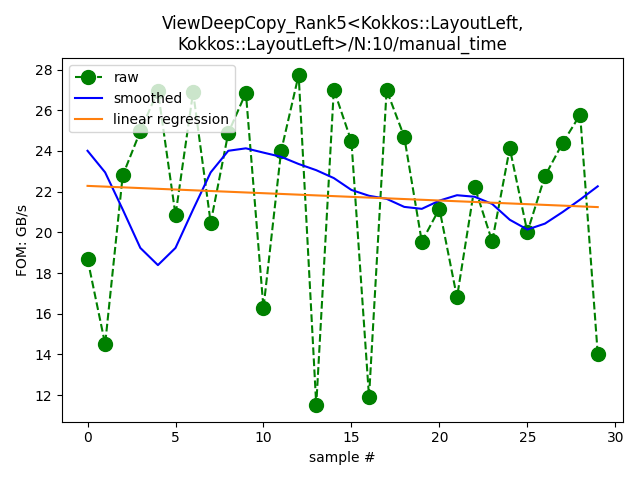 ViewDeepCopy_Rank5<Kokkos::LayoutLeft,
Kokkos::LayoutLeft>/N:10/manual_time
28
26
24
22
20
18
16
14
12
FOM: GB/s
raw
smoothed
linear regression
0
5
10
15
20
25
30
sample #